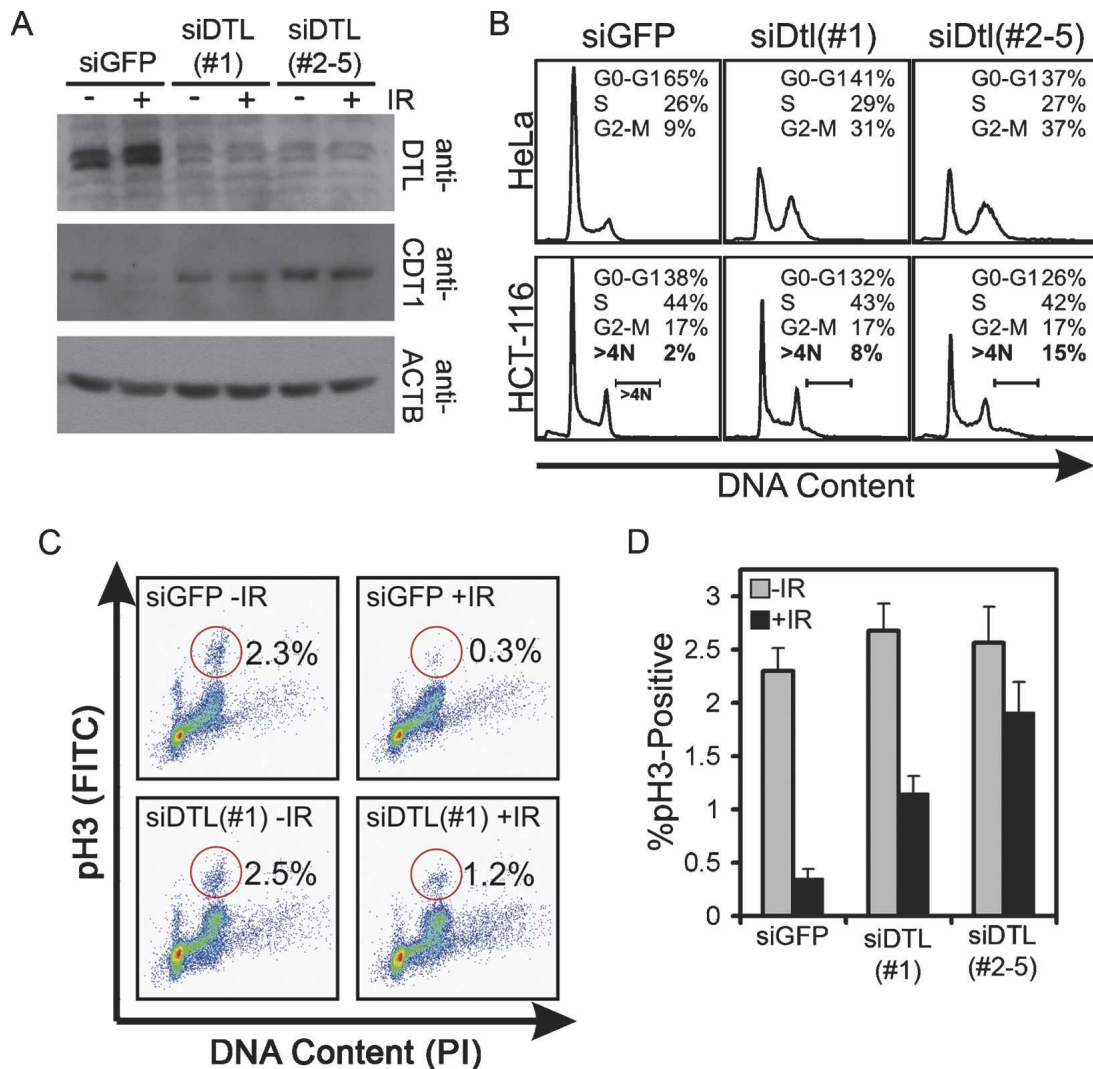 A
siGFP
siDTL
(#1)
siDTL
(#2-5)
- + - + - + IR
anti-
DTL
anti-
CDT1
anti-
ACTB
B
siGFP
siDtl(#1)
siDtl(#2-5)
HeLa
G0-G1 65%
S 26%
G2-M 9%
G0-G1 41%
S 29%
G2-M 31%
G0-G1 37%
S 27%
G2-M 37%
HCT-116
G0-G1 38%
S 44%
G2-M 17%
>4N 2%
>4N
G0-G1 32%
S 43%
G2-M 17%
>4N 8%
G0-G1 26%
S 42%
G2-M 17%
>4N 15%
DNA Content
C
pH3 (FITC)
siGFP -IR
2.3%
siGFP +IR
0.3%
siDTL(#1) -IR
2.5%
siDTL(#1) +IR
1.2%
DNA Content (PI)
D
%pH3-Positive
3
2.5
2
1.5
1
0.5
0
-IR
+IR
siGFP
siDTL
(#1)
siDTL
(#2-5)